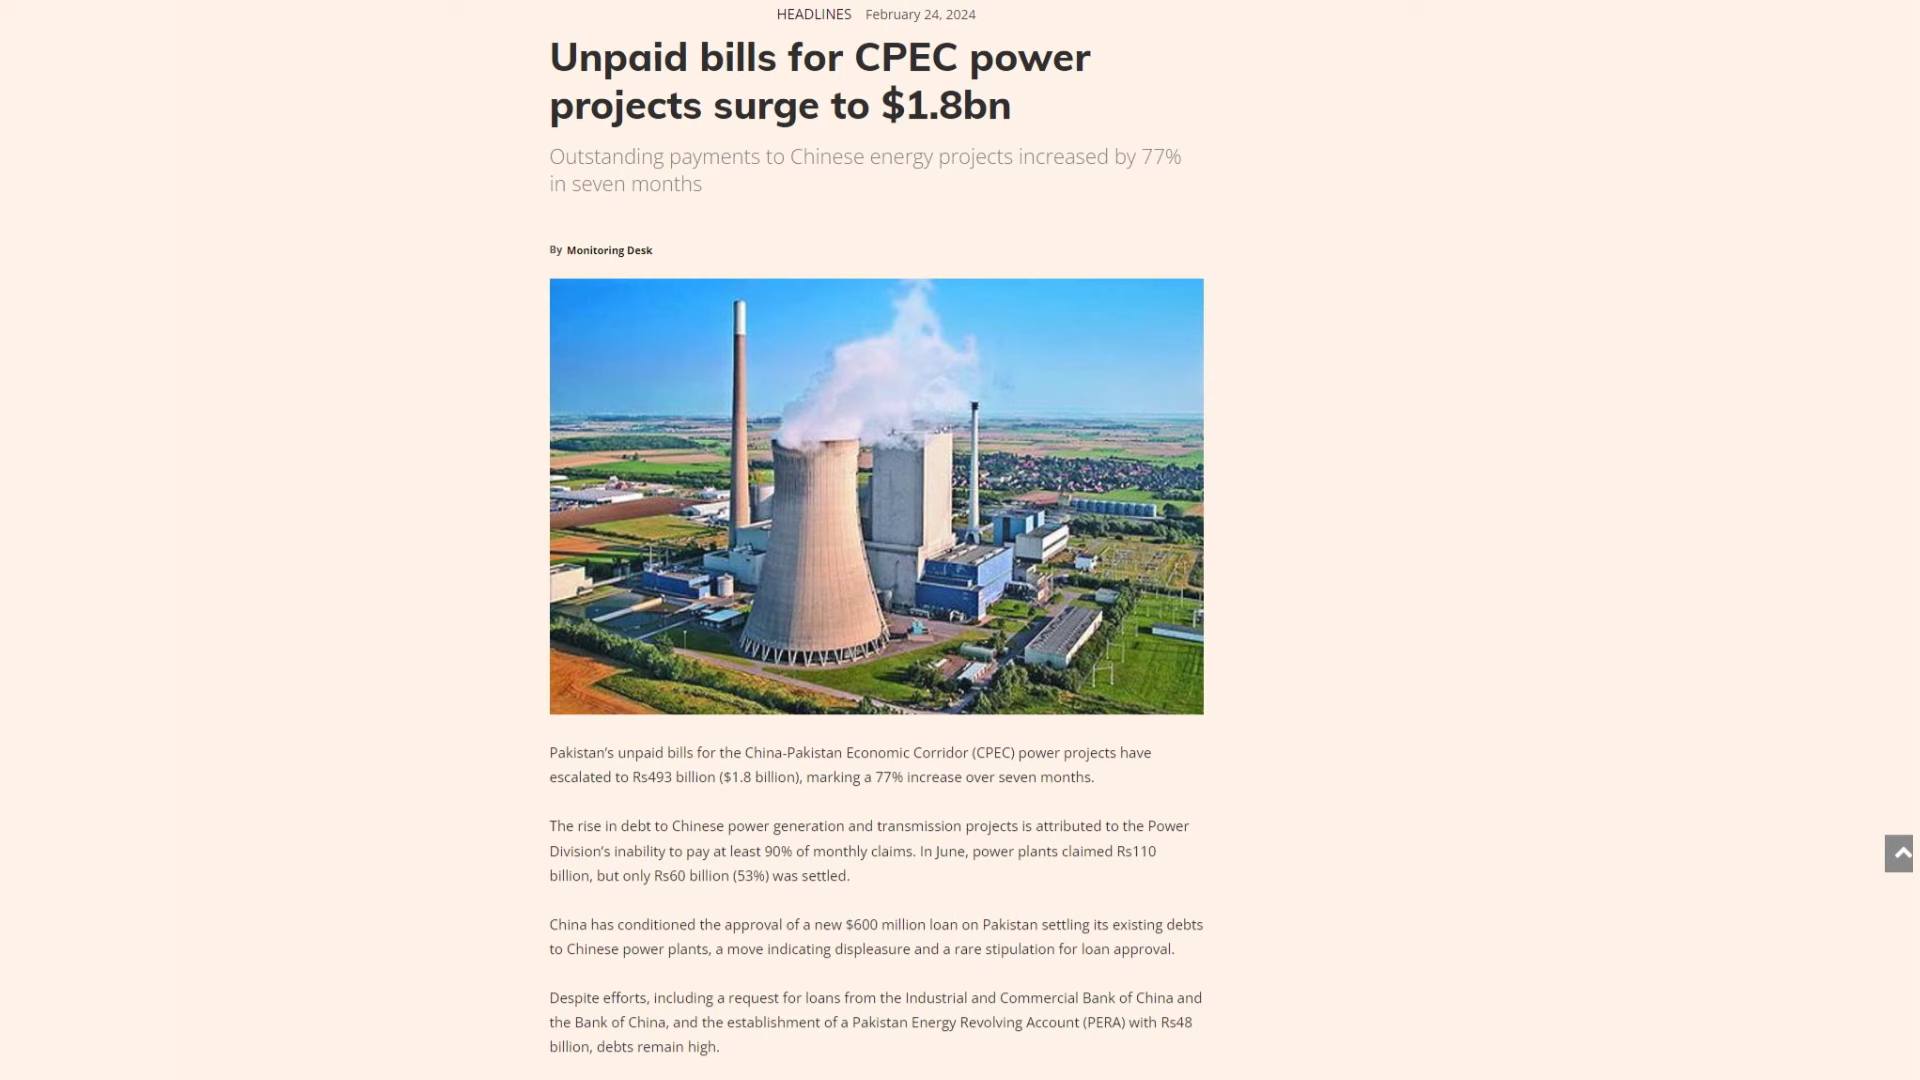 HEADLINES February 24, 2024
Unpaid bills for CPEC power
projects surge to $1.8bn
Outstanding payments to Chinese energy projects increased by 77%
in seven months
By Monitoring Desk
Pakistan’s unpaid bills for the China-Pakistan Economic Corridor (CPEC) power projects have
escalated to Rs493 billion ($1.8 billion), marking a 77% increase over seven months.
The rise in debt to Chinese power generation and transmission projects is attributed to the Power
Division’s inability to pay at least 90% of monthly claims. In June, power plants claimed Rs110
billion, but only Rs60 billion (53%) was settled.
China has conditioned the approval of a new $600 million loan on Pakistan settling its existing debts
to Chinese power plants, a move indicating displeasure and a rare stipulation for loan approval.
Despite efforts, including a request for loans from the Industrial and Commercial Bank of China and
the Bank of China, and the establishment of a Pakistan Energy Revolving Account (PERA) with Rs48
billion, debts remain high.